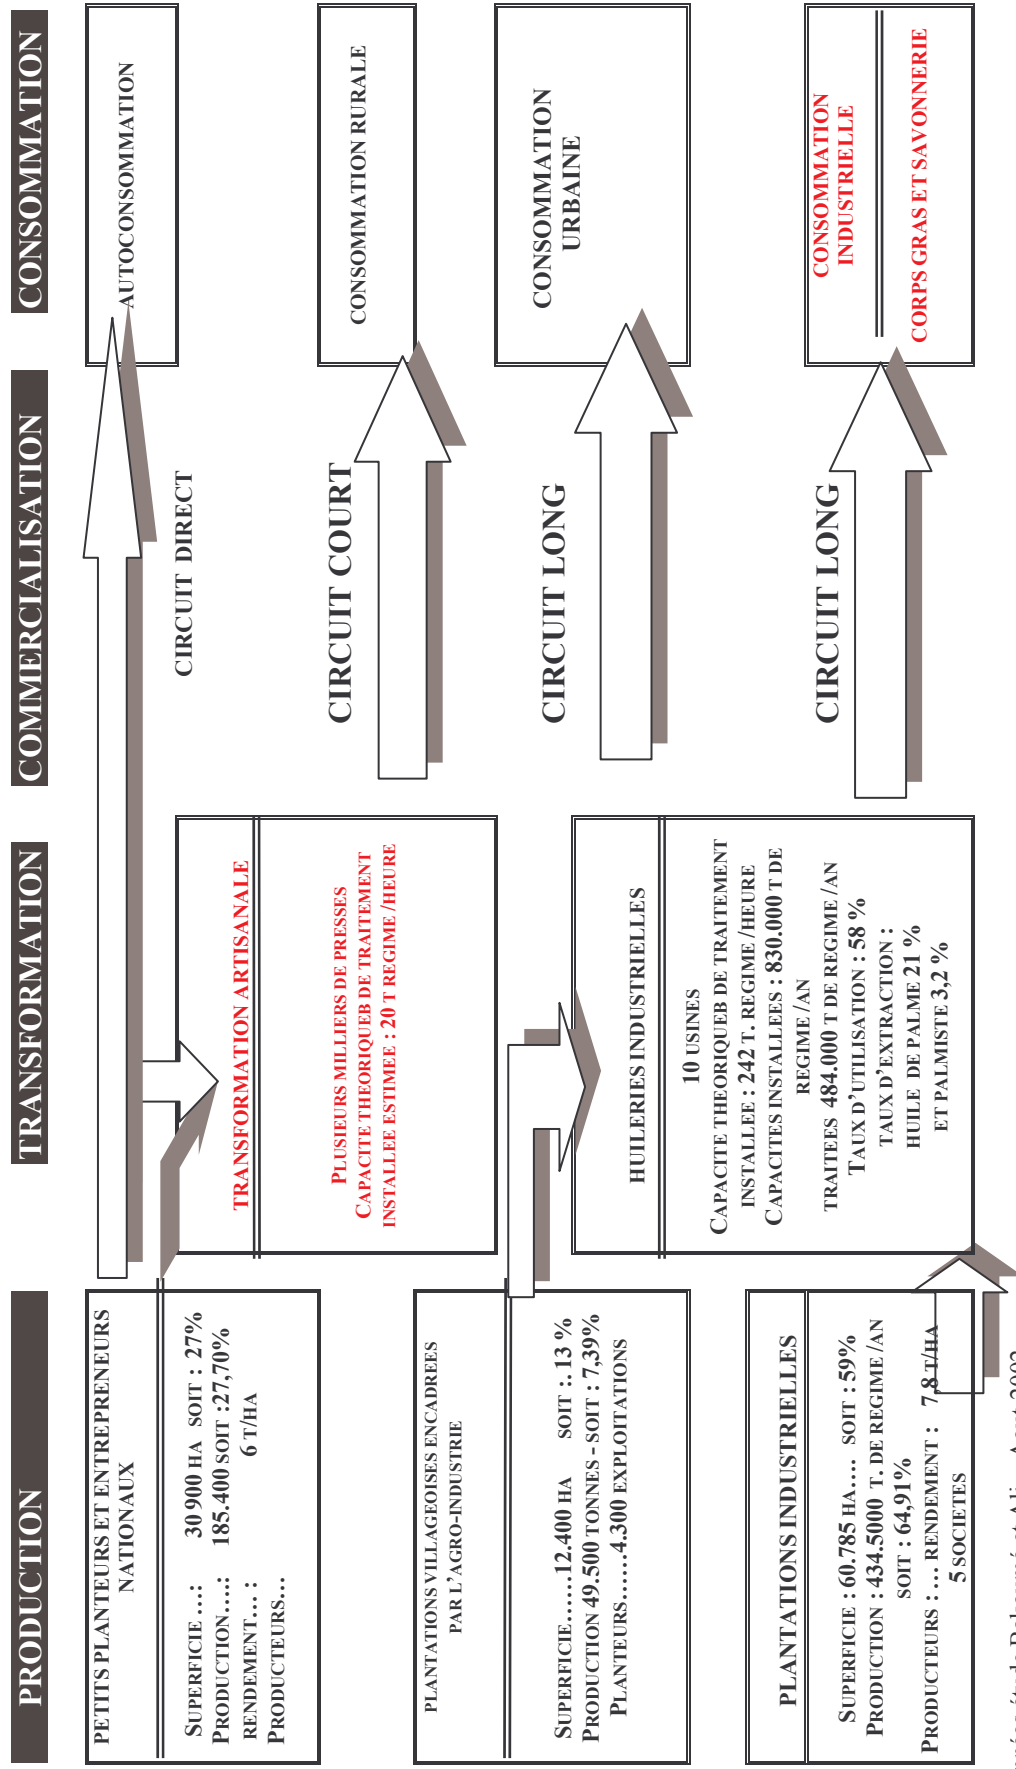 PRODUCTION
TRANSFORMATION
COMMERCIALISATION
CONSOMMATION
PETITS PLANTEURS ET ENTREPRENEURS
NATIONAUX
SUPERFICIE ...: 30 900 HA SOIT : 27%
PRODUCTION....: 185.400 SOIT :27,70%
RENDEMENT... : 6 T/HA
PRODUCTEURS...
PLANTATIONS VILLAGEOISES ENCADREES
PAR L'AGRO-INDUSTRIE
SUPERFICIE......12.400 HA SOIT :. 13 %
PRODUCTION 49.500 TONNES - SOIT : 7,39%
PLANTEURS......4.300 EXPLOITATIONS
PLANTATIONS INDUSTRIELLES
SUPERFICIE : 60.785 HA.... SOIT : 59%
PRODUCTION : 434.5000 T. DE REGIME /AN
SOIT : 64,91%
PRODUCTEURS : ... RENDEMENT : 7,8 T/HA
5 SOCIETES
TRANSFORMATION ARTISANALE
PLUSIEURS MILLIERS DE PRESSES
CAPACITE THEORIQUEB DE TRAITEMENT
INSTALLEE ESTIMEE : 20 T REGIME /HEURE
HUILERIES INDUSTRIELLES
10 USINES
CAPACITE THEORIQUEB DE TRAITEMENT
INSTALLEE : 242 T. REGIME /HEURE
CAPACITES INSTALLEES : 830.000 T DE
REGIME /AN
TRAITEES 484.000 T DE REGIME /AN
TAUX D'UTILISATION : 58 %
TAUX D'EXTRACTION :
HUILE DE PALME 21 %
ET PALMISTE 3,2 %
CIRCUIT DIRECT
CIRCUIT COURT
CIRCUIT LONG
CIRCUIT LONG
AUTOCONSOMMATION
CONSOMMATION RURALE
CONSOMMATION
URBAINE
CONSOMMATION
INDUSTRIELLE
CORPS GRAS ET SAVONNERIE